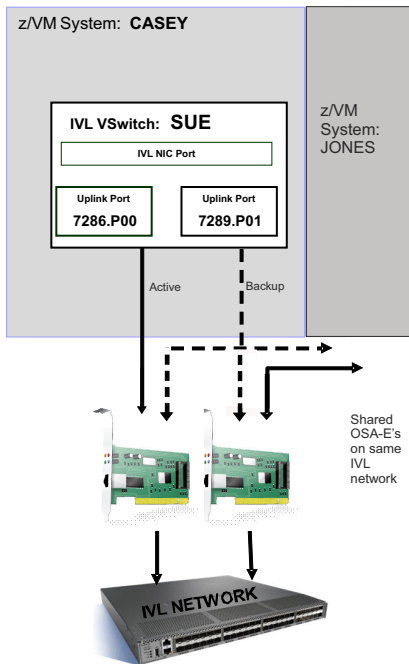 z/VM System: CASEY
z/VM
System:
JONES
IVL VSwitch: SUE
IVL NIC Port
Uplink Port
7286.P00
Uplink Port
7289.P01
Active
Backup
Shared
OSA-E's
on same
IVL
network
IVL NETWORK